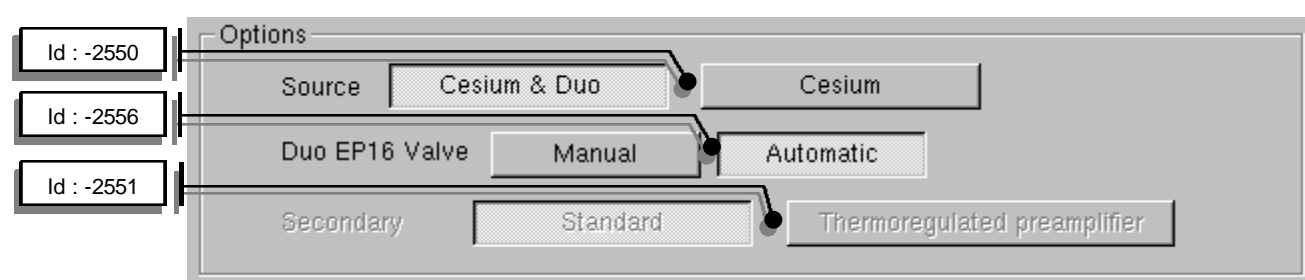 Options
Id : -2550
Source Cesium & Duo Cesium
Id : -2556
Duo EP16 Valve Manual Automatic
Id : -2551
Secondary Standard Thermoregulated preamplifier